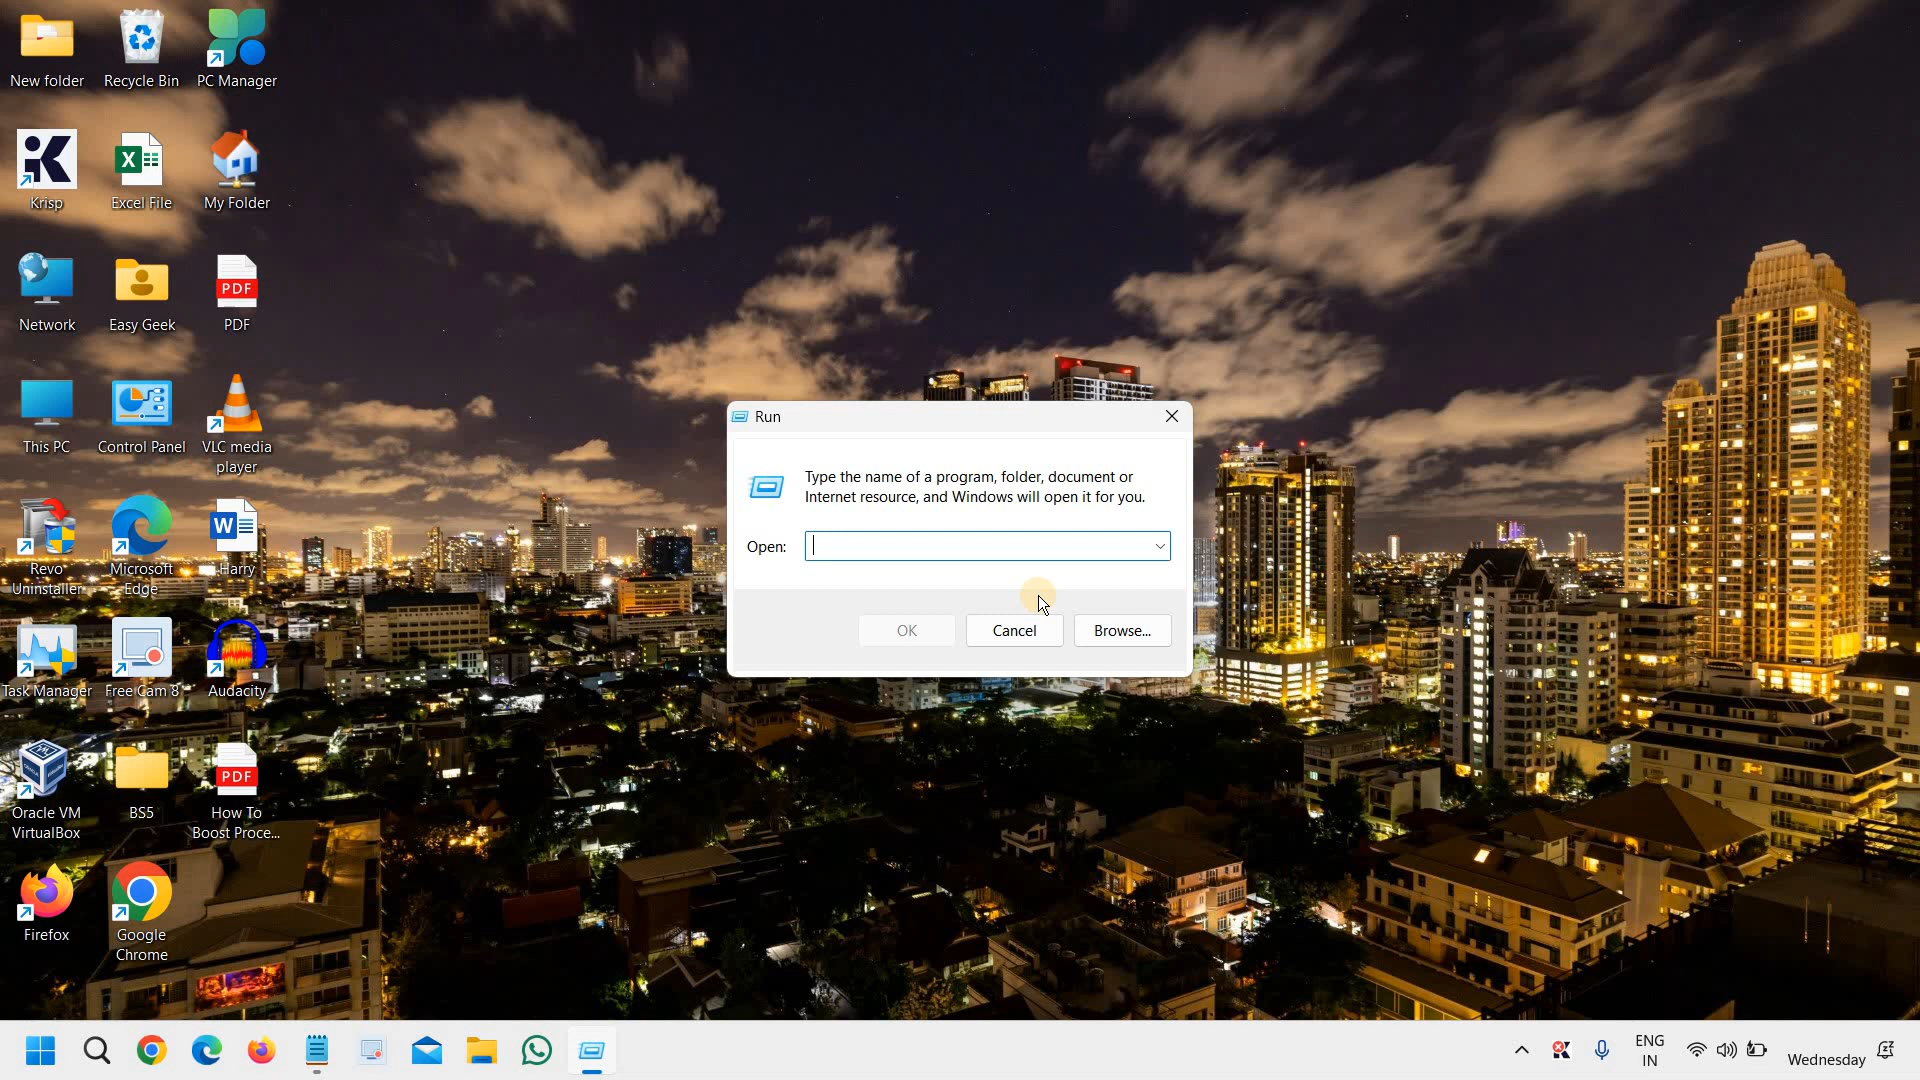 New folder
Recycle Bin
PC Manager
Krisp
Excel File
My Folder
Network
Easy Geek
PDF
PDF
This PC
Control Panel
VLC media
player
Revo
Uninstaller
Microsoft
Edge
Harry
Task Manager
Free Cam 8
Audacity
Oracle VM
VirtualBox
BS5
PDF
How To
Boost Proce...
Firefox
Google
Chrome
Run
Type the name of a program, folder, document or
Internet resource, and Windows will open it for you.
Open:
OK
Cancel
Browse...
ENG
IN
Wednesday